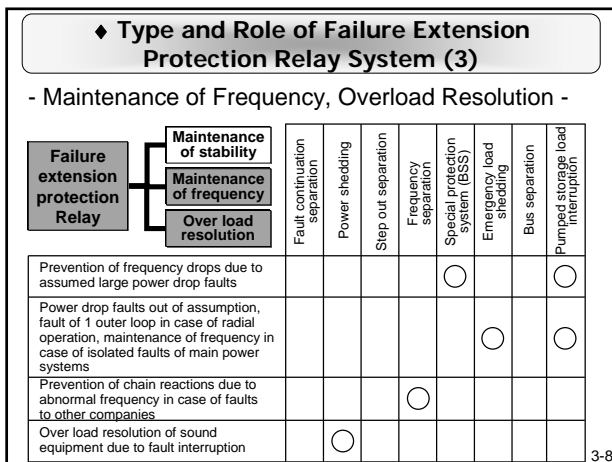 ♦ Type and Role of Failure Extension
Protection Relay System (3)
- Maintenance of Frequency, Overload Resolution -
Failure
extension
protection
Relay
Maintenance
of stability
Maintenance
of frequency
Over load
resolution
Fault continuation
separation
Power shedding
Step out separation
Frequency
separation
Special protection
system (BSS)
Emergency load
shedding
Bus separation
Pumped storage load
interruption
Prevention of frequency drops due to
assumed large power drop faults
Power drop faults out of assumption,
fault of 1 outer loop in case of radial
operation, maintenance of frequency in
case of isolated faults of main power
systems
Prevention of chain reactions due to
abnormal frequency in case of faults
to other companies
Over load resolution of sound
equipment due to fault interruption
3-8